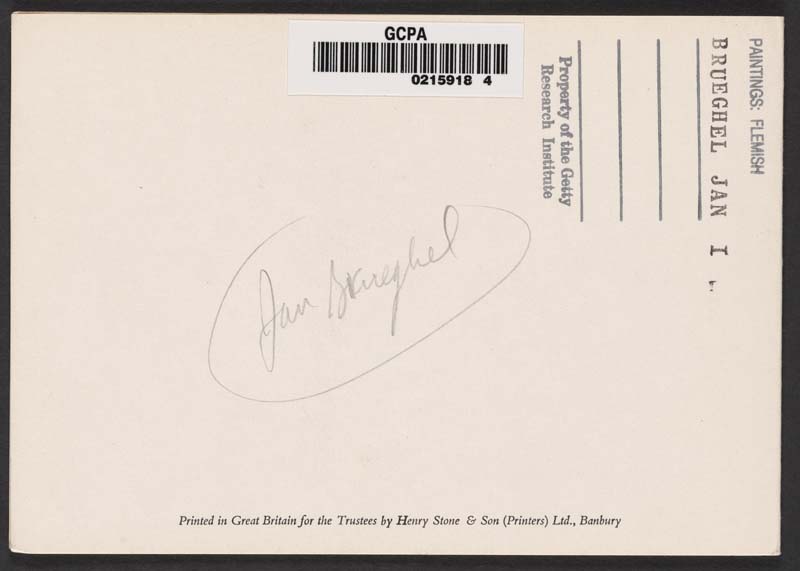 GCPA
0215918 4
PAINTINGS: FLEMISH
BRUEGHEL JAN I
Property of the Getty
Research Institute
Jan Brueghel
Printed in Great Britain for the Trustees by Henry Stone & Son (Printers) Ltd., Banbury